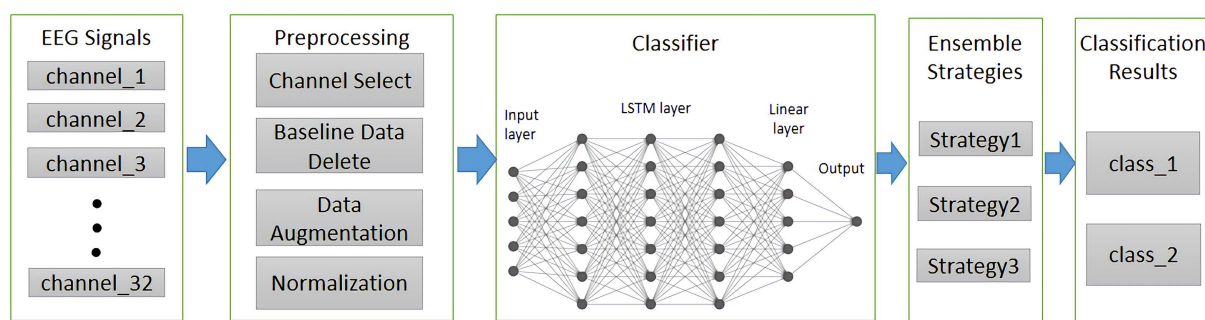 EEG Signals
channel_1
channel_2
channel_3
channel_32
Preprocessing
Channel Select
Baseline Data
Delete
Data
Augmentation
Normalization
Classifier
Input
layer
LSTM layer
Linear
layer
Output
Ensemble
Strategies
Strategy1
Strategy2
Strategy3
Classification
Results
class_1
class_2